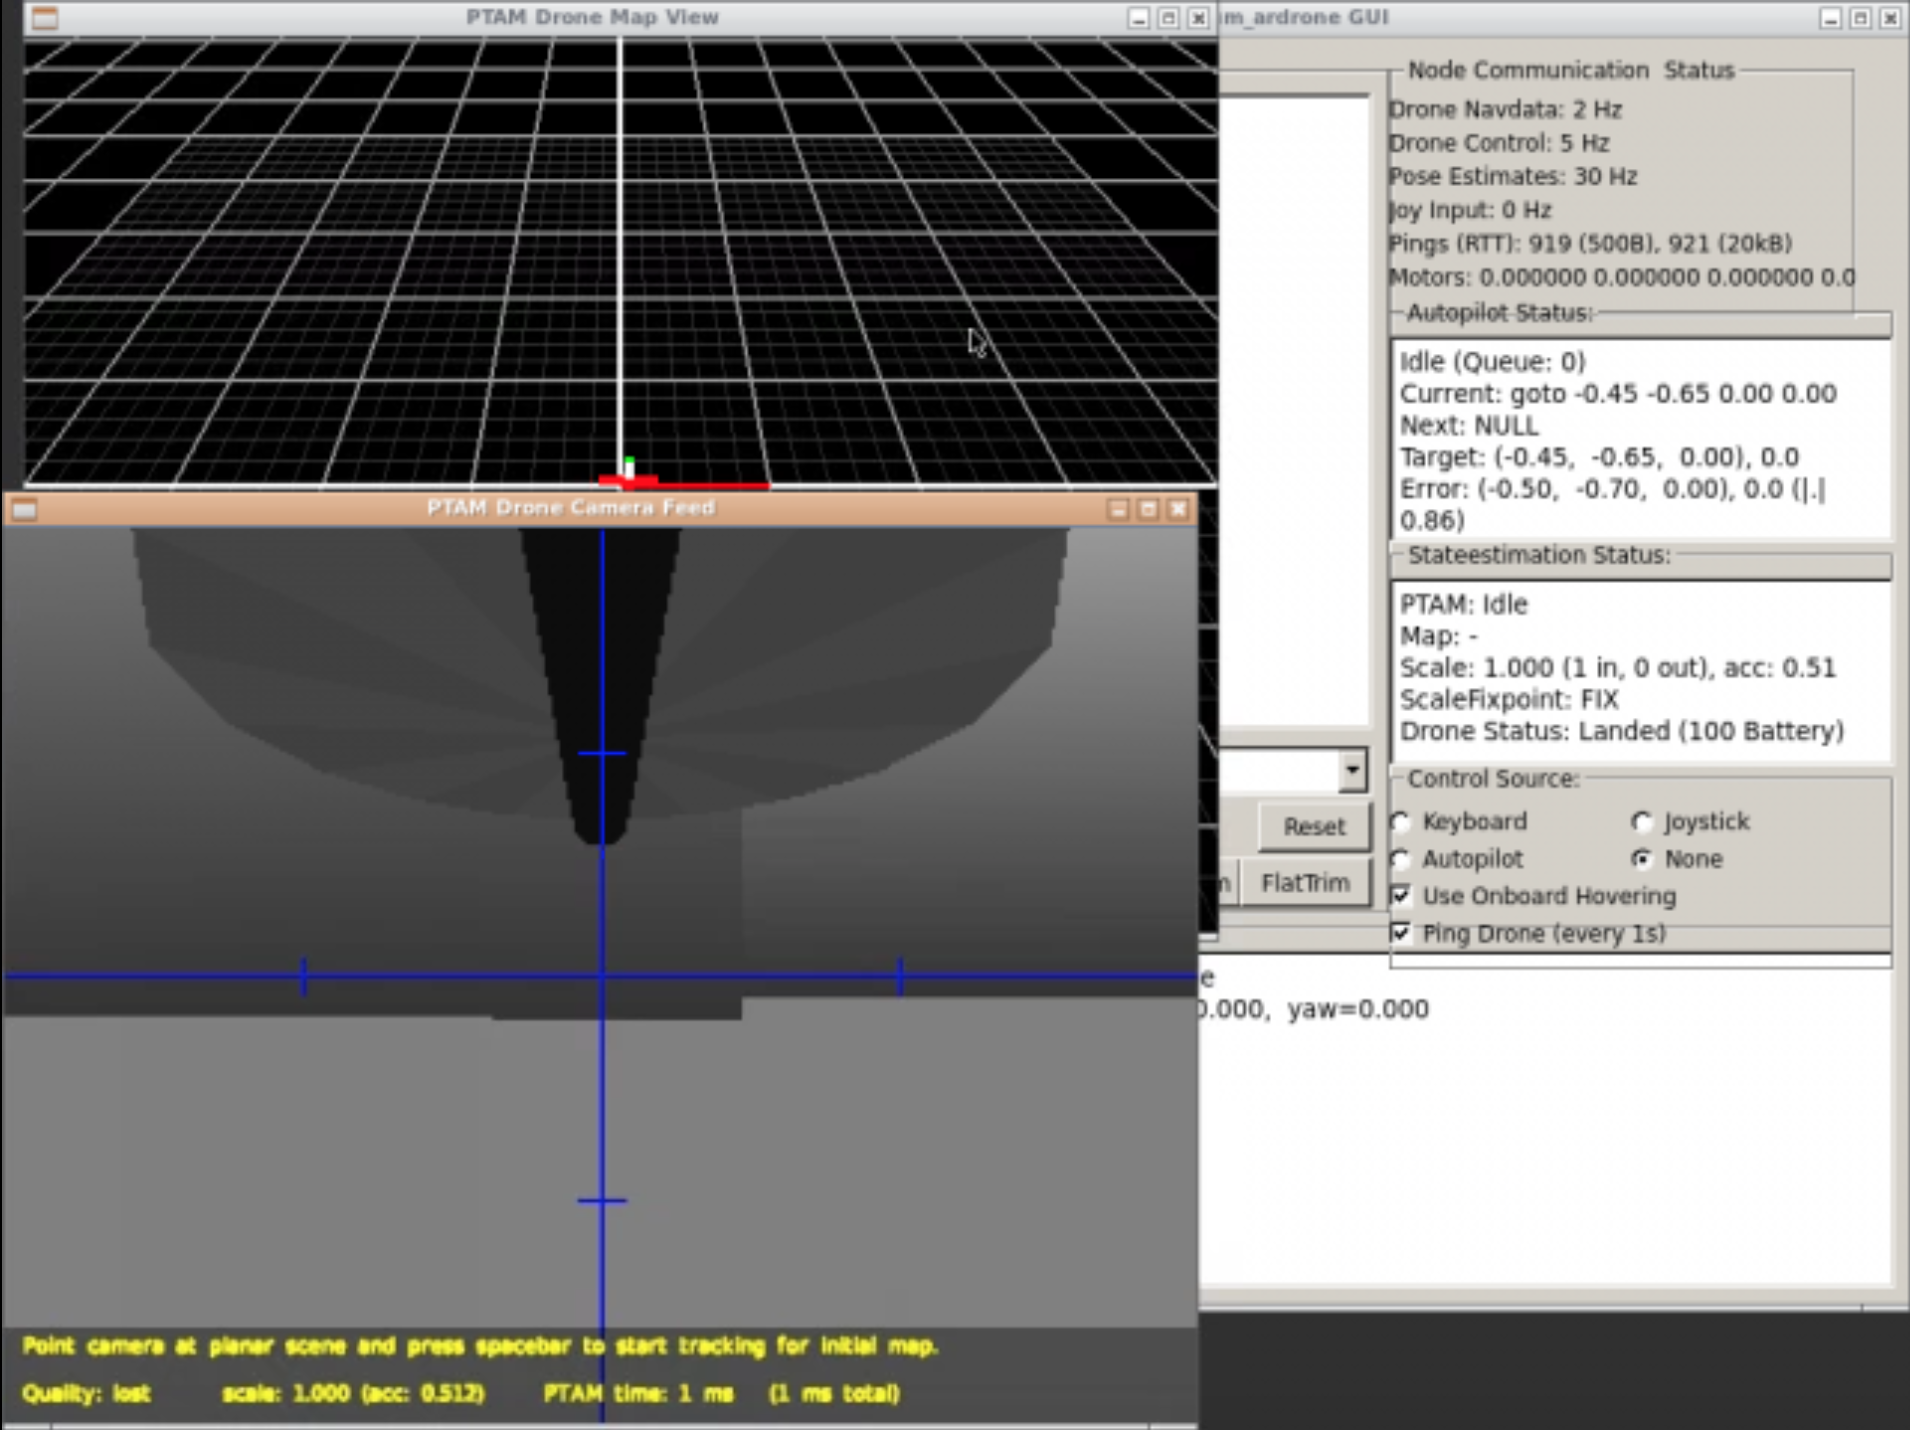 PTAM Drone Map View
m_ardrone GUI
Node Communication Status
Drone Navdata: 2 Hz
Drone Control: 5 Hz
Pose Estimates: 30 Hz
Joy Input: 0 Hz
Pings (RTT): 919 (500B), 921 (20kB)
Motors: 0.000000 0.000000 0.000000 0.0
Autopilot Status:
Idle (Queue: 0)
Current: goto -0.45 -0.65 0.00 0.00
Next: NULL
Target: (-0.45, -0.65, 0.00), 0.0
Error: (-0.50, -0.70, 0.00), 0.0 (|.|
0.86)
Stateestimation Status:
PTAM: Idle
Map: -
Scale: 1.000 (1 in, 0 out), acc: 0.51
ScaleFixpoint: FIX
Drone Status: Landed (100 Battery)
Control Source:
Keyboard Joystick
Autopilot None
Use Onboard Hovering
Ping Drone (every 1s)
Reset
m FlatTrim
e
0.000, yaw=0.000
PTAM Drone Camera Feed
Point camera at planar scene and press spacebar to start tracking for initial map.
Quality: lost scale: 1.000 (acc: 0.512) PTAM time: 1 ms (1 ms total)